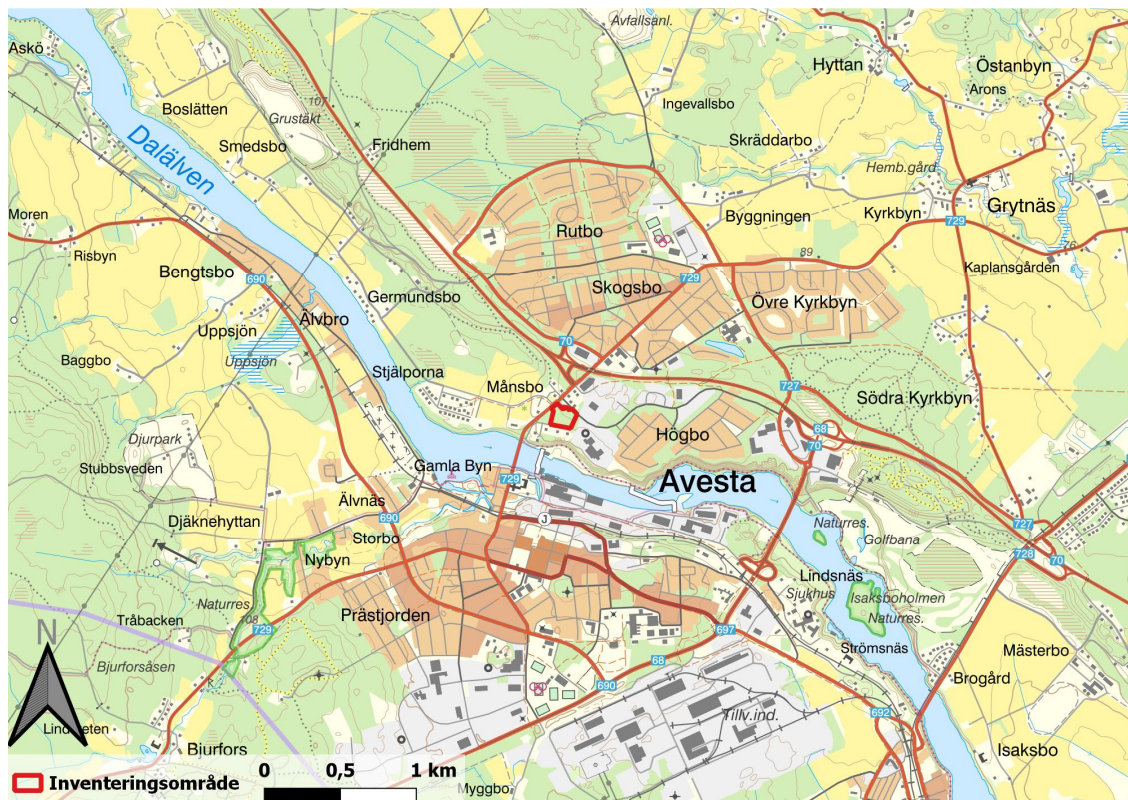 Avfallsanl.
Askö
Hyttan
Östanbyn
Arons
Boslätten
107
Grustäkt
Ingevallsbo
Smedsbo
Fridhem
Skräddarbo
Dalälven
Hemb.gård
Moren
Byggningen
Kyrkbyn
Grytnäs
729
Rutbo
76
Risbyn
89
Kaplansgården
Bengtsbo
690
729
Skogsbo
Germundsbo
Övre Kyrkbyn
Uppsjön
Älvbro
70
Baggbo
Uppsjön
Stjälporna
Månsbo
727
Södra Kyrkbyn
68
70
Högbo
Djurpark
Stubbsveden
Gamla Byn
729
Avesta
Älvnäs
690
J
Djäknehyttan
Storbo
Naturres.
Golfbana
727
728
70
Nybyn
Lindsnäs
Sjukhus
Isaksboholmen
Naturres.
Naturres.
108
729
Prästjorden
Tråbacken
697
N
Strömsnäs
Mästerbo
Bjurforsåsen
68
690
Brogård
692
Tillv.ind.
Bjurfors
Isaksbo
0 0,5 1 km
Inventeringsområde
Myggbo